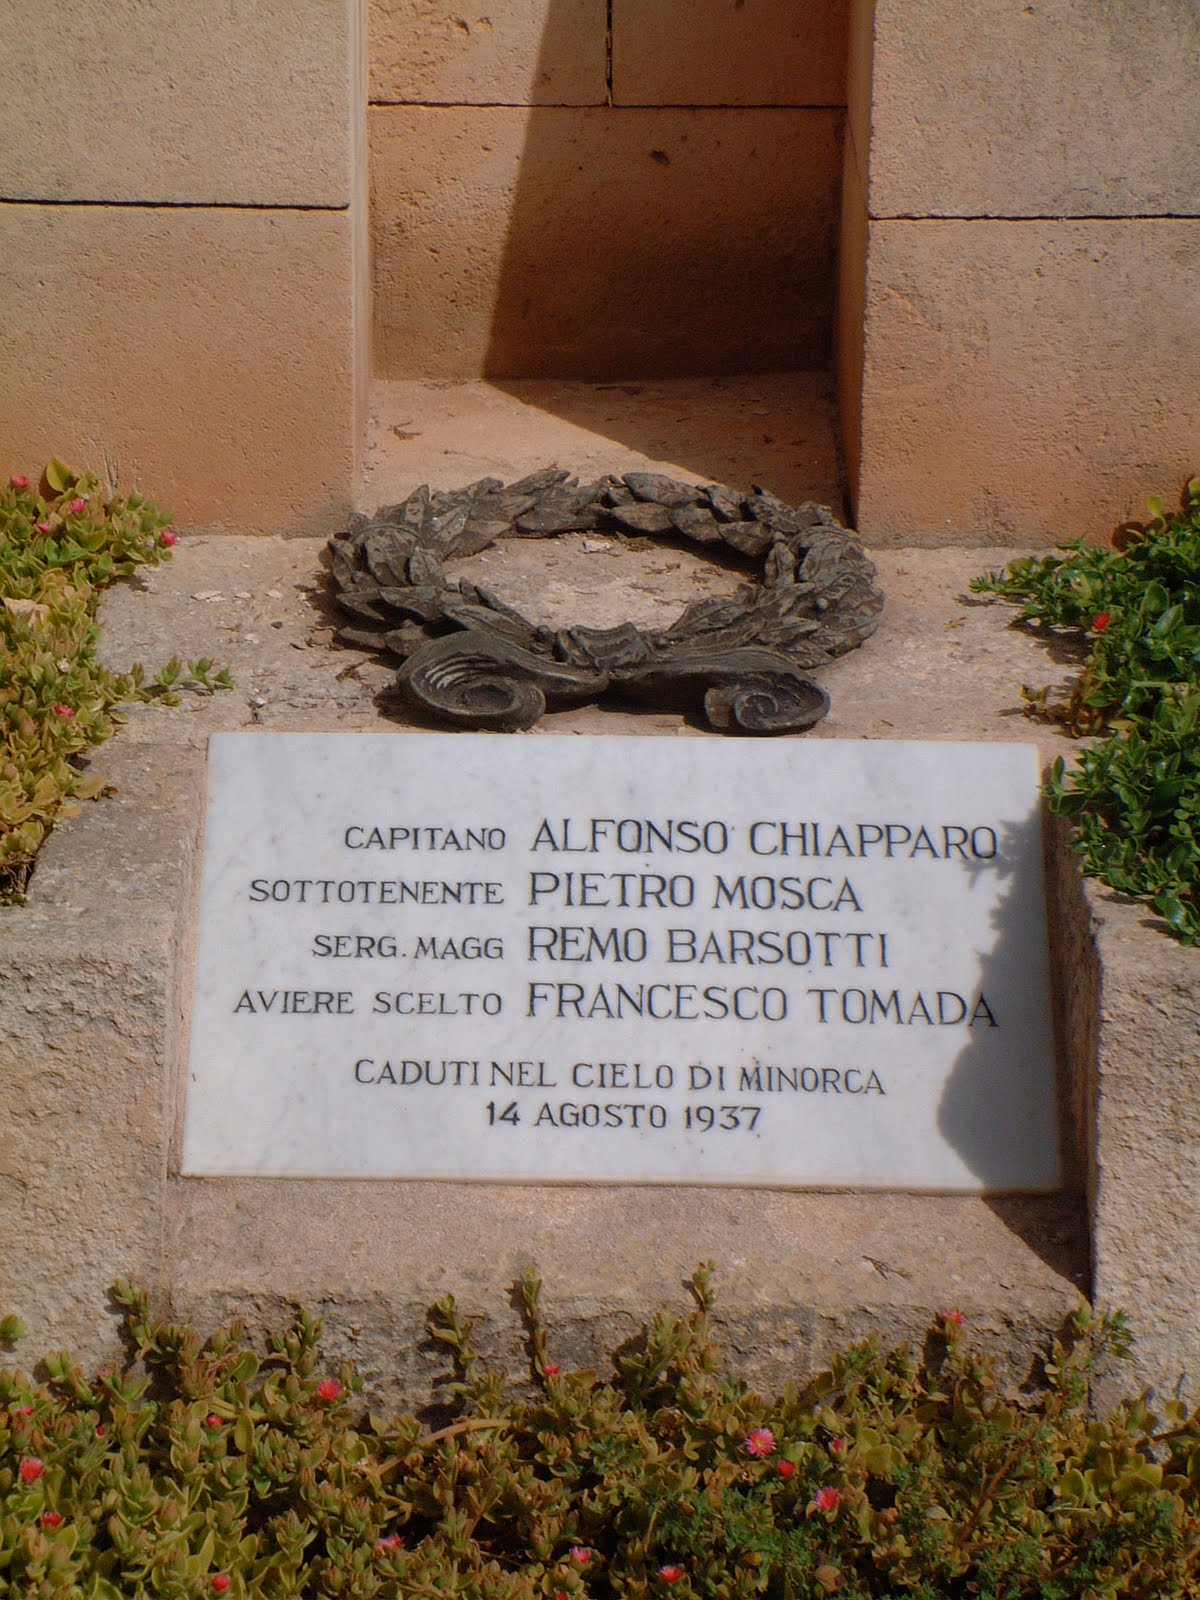 CAPITANO ALFONSO CHIAPPARO
SOTTOTENENTE PIETRO MOSCA
SERG. MAGG REMO BARSOTTI
AVIERE SCELTO FRANCESCO TOMADA
CADUTI NEL CIELO DI MINORCA
14 AGOSTO 1937